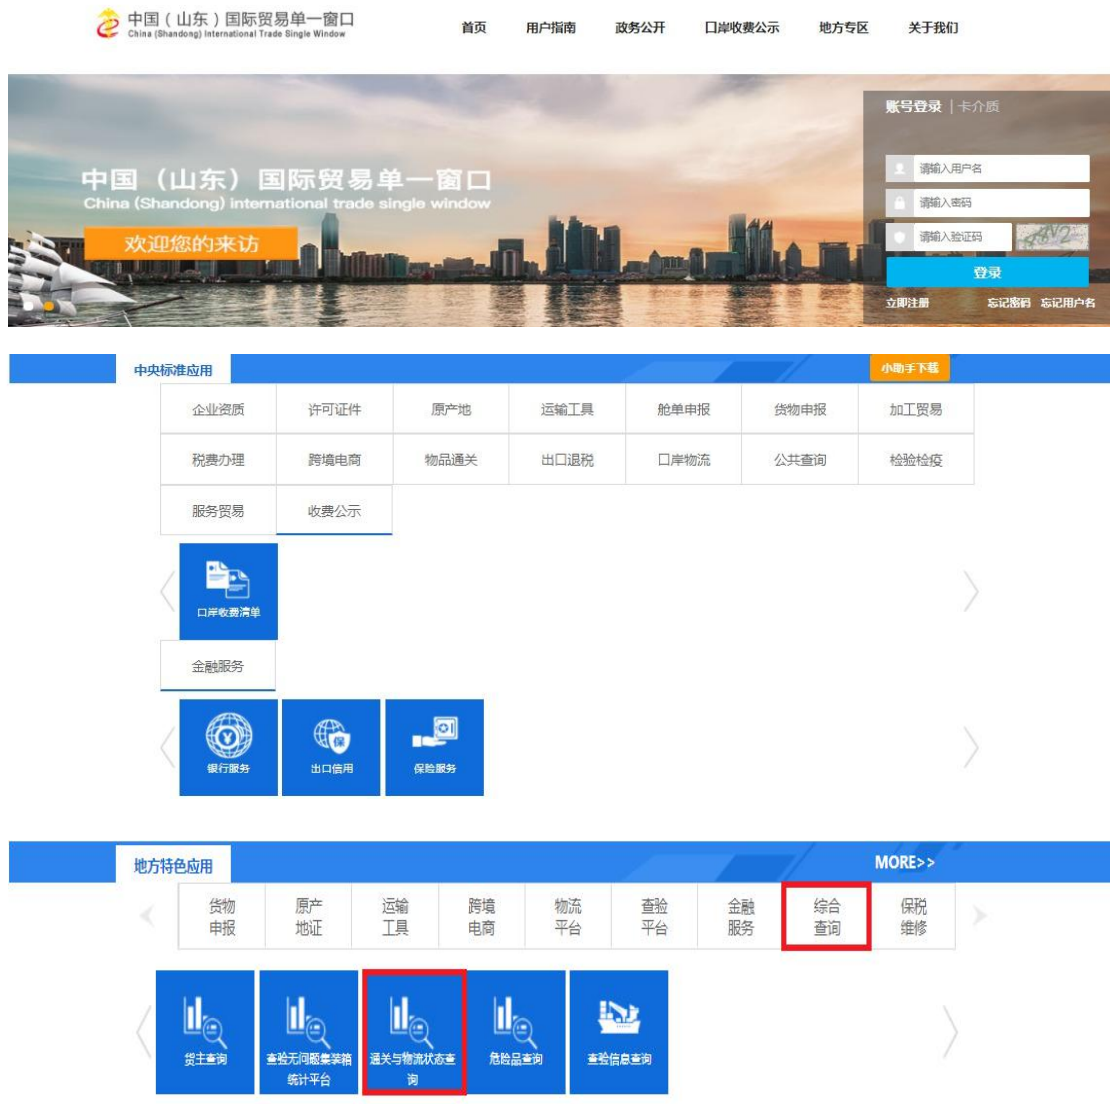 中国（山东）国际贸易单一窗口
China (Shandong) International Trade Single Window
首页 用户指南 政务公开 口岸收费公示 地方专区 关于我们
账号登录 | 卡介质
中国（山东）国际贸易单一窗口
China (Shandong) international trade single window
欢迎您的来访
请输入用户名
请输入密码
请输入验证码
登录
立即注册 忘记密码 忘记用户名
中央标准应用 小助手下载
企业资质 许可证件 原产地 运输工具 舱单申报 货物申报 加工贸易
税费办理 跨境电商 物品通关 出口退税 口岸物流 公共查询 检验检疫
服务贸易 收费公示
口岸收费清单
金融服务
银行服务 出口信用 保险服务
地方特色应用 MORE>>
货物 原产 运输 跨境 物流 查验 金融 综合 保税
申报 地证 工具 电商 平台 平台 服务 查询 维修
货主查询 查验无问题集装箱 通关与物流状态查 危险品查询 查验信息查询
统计平台 询